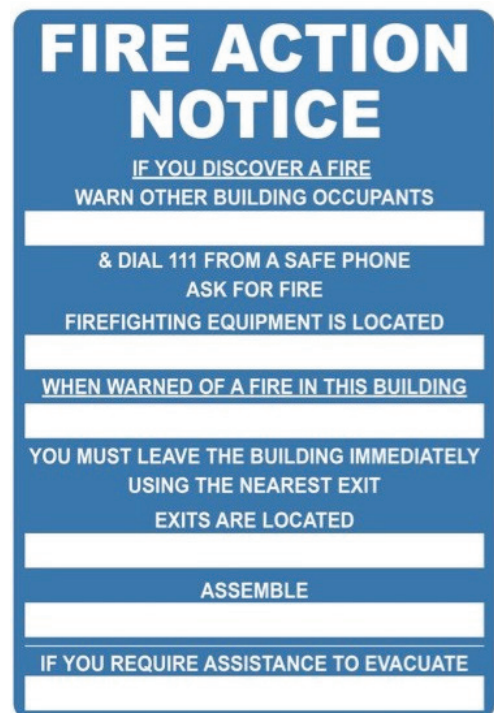 FIRE ACTION
NOTICE
IF YOU DISCOVER A FIRE
WARN OTHER BUILDING OCCUPANTS
& DIAL 111 FROM A SAFE PHONE
ASK FOR FIRE
FIREFIGHTING EQUIPMENT IS LOCATED
WHEN WARNED OF A FIRE IN THIS BUILDING
YOU MUST LEAVE THE BUILDING IMMEDIATELY
USING THE NEAREST EXIT
EXITS ARE LOCATED
ASSEMBLE
IF YOU REQUIRE ASSISTANCE TO EVACUATE